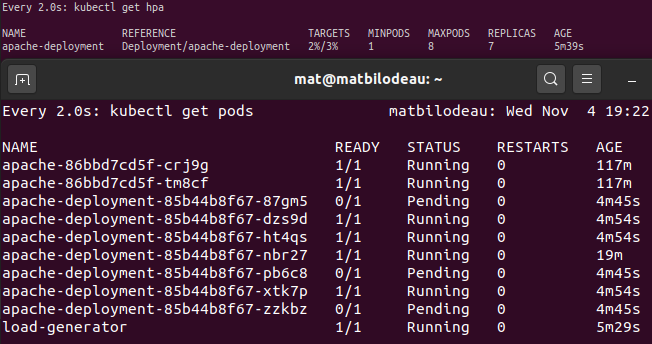 Every 2.0s: kubectl get hpa
NAME REFERENCE TARGETS MINPODS MAXPODS REPLICAS AGE
apache-deployment Deployment/apache-deployment 2%/3% 1 8 7 5m39s
mat@matbilodeau: ~
Every 2.0s: kubectl get pods matbilodeau: Wed Nov 4 19:22
NAME READY STATUS RESTARTS AGE
apache-86bbd7cd5f-crj9g 1/1 Running 0 117m
apache-86bbd7cd5f-tm8cf 1/1 Running 0 117m
apache-deployment-85b44b8f67-87gm5 0/1 Pending 0 4m45s
apache-deployment-85b44b8f67-dzs9d 1/1 Running 0 4m54s
apache-deployment-85b44b8f67-ht4qs 1/1 Running 0 4m54s
apache-deployment-85b44b8f67-nbr27 1/1 Running 0 19m
apache-deployment-85b44b8f67-pb6c8 0/1 Pending 0 4m45s
apache-deployment-85b44b8f67-xtk7p 1/1 Running 0 4m54s
apache-deployment-85b44b8f67-zzkbz 0/1 Pending 0 4m45s
load-generator 1/1 Running 0 5m29s